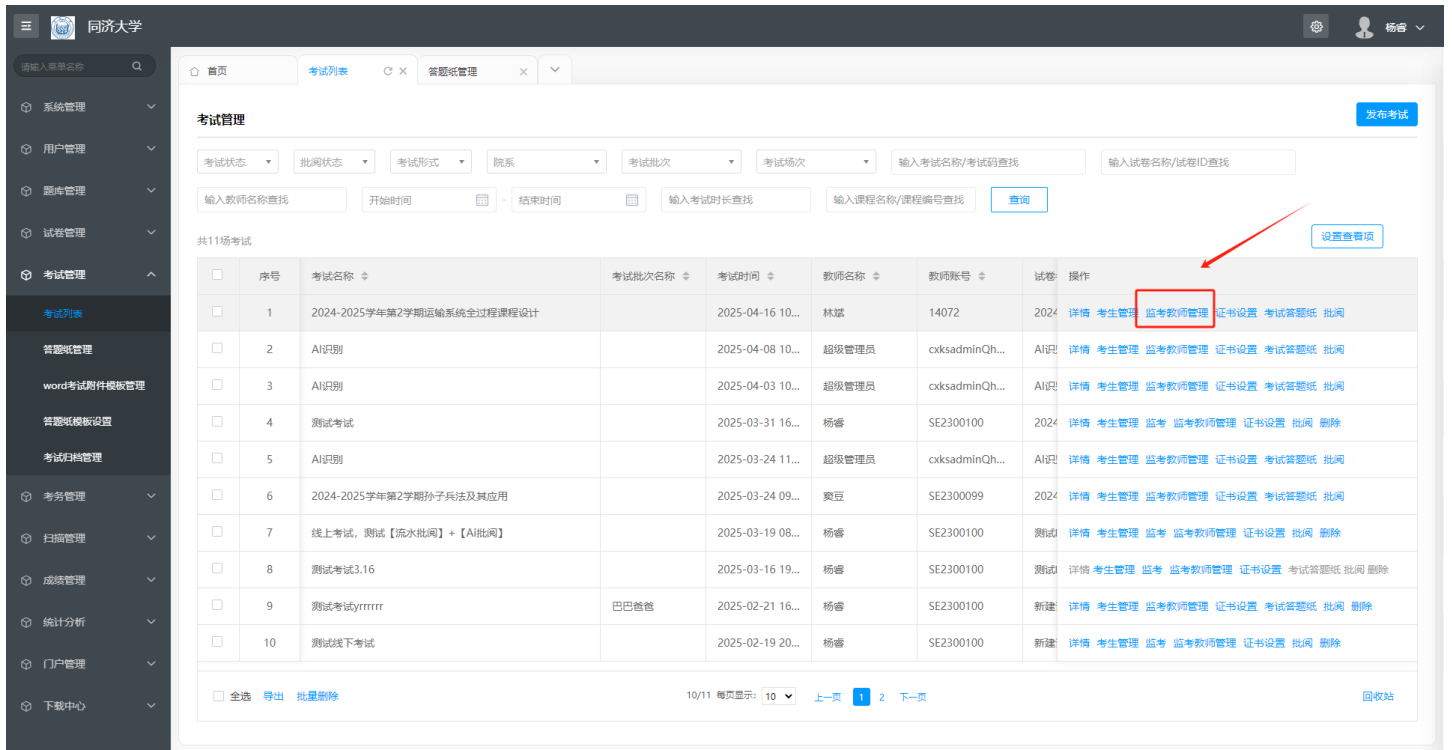 同济大学
杨睿
请输入菜单名称
系统管理
用户管理
题库管理
试卷管理
考试管理
考试列表
答题纸管理
word考试附件模板管理
答题纸模板设置
考试归档管理
考务管理
扫描管理
成绩管理
统计分析
门户管理
下载中心
首页 考试列表 答题纸管理
考试管理 发布考试
考试状态 批阅状态 考试形式 院系 考试批次 考试场次 输入考试名称/考试码查找 输入试卷名称/试卷ID查找
输入教师名称查找 开始时间 - 结束时间 输入考试时长查找 输入课程名称/课程编号查找 查询
共11场考试 设置查看项
序号 考试名称 考试批次名称 考试时间 教师名称 教师账号 试卷 操作
1 2024-2025学年第2学期运输系统全过程课程设计 2025-04-16 10... 林斌 14072 2024 详情 考生管理 监考教师管理 证书设置 考试答题纸 批阅
2 AI识别 2025-04-08 10... 超级管理员 cxksadminQh... AI识 详情 考生管理 监考教师管理 证书设置 考试答题纸 批阅
3 AI识别 2025-04-03 10... 超级管理员 cxksadminQh... AI识 详情 考生管理 监考教师管理 证书设置 考试答题纸 批阅
4 测试考试 2025-03-31 16... 杨睿 SE2300100 2024 详情 考生管理 监考 监考教师管理 证书设置 批阅 删除
5 AI识别 2025-03-24 11... 超级管理员 cxksadminQh... AI识 详情 考生管理 监考教师管理 证书设置 考试答题纸 批阅
6 2024-2025学年第2学期孙子兵法及其应用 2025-03-24 09... 窦豆 SE2300099 2024 详情 考生管理 监考教师管理 证书设置 考试答题纸 批阅
7 线上考试，测试【流水批阅】+【AI批阅】 2025-03-19 08... 杨睿 SE2300100 测试 详情 考生管理 监考 监考教师管理 证书设置 批阅 删除
8 测试考试3.16 2025-03-16 19... 杨睿 SE2300100 测试 详情 考生管理 监考 监考教师管理 证书设置 考试答题纸 批阅 删除
9 测试考试yrrrrrr 巴巴爸爸 2025-02-21 16... 杨睿 SE2300100 新建 详情 考生管理 监考教师管理 证书设置 考试答题纸 批阅 删除
10 测试线下考试 2025-02-19 20... 杨睿 SE2300100 新建 详情 考生管理 监考 监考教师管理 证书设置 批阅 删除
全选 导出 批量删除 10/11 每页显示: 10 上一页 1 2 下一页 回收站